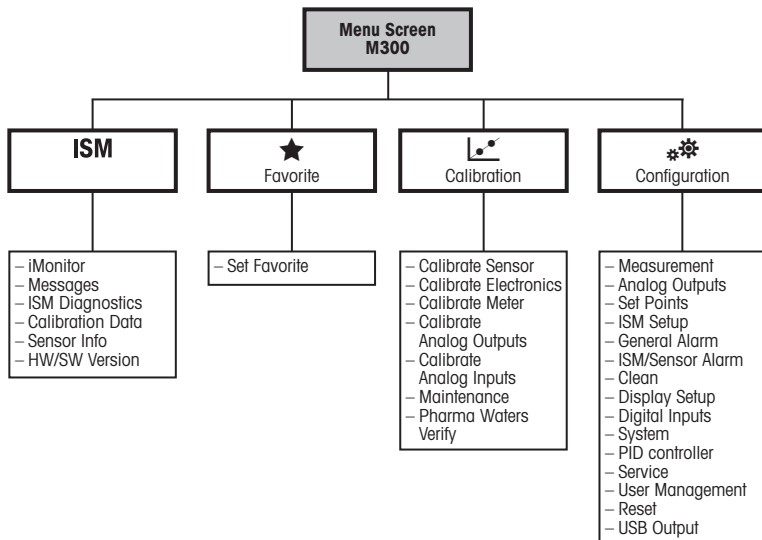 Menu Screen
M300
ISM
Favorite
Calibration
Configuration
– iMonitor
– Messages
– ISM Diagnostics
– Calibration Data
– Sensor Info
– HW/SW Version
– Set Favorite
– Calibrate Sensor
– Calibrate Electronics
– Calibrate Meter
– Calibrate
Analog Outputs
– Calibrate
Analog Inputs
– Maintenance
– Pharma Waters
Verify
– Measurement
– Analog Outputs
– Set Points
– ISM Setup
– General Alarm
– ISM/Sensor Alarm
– Clean
– Display Setup
– Digital Inputs
– System
– PID controller
– Service
– User Management
– Reset
– USB Output